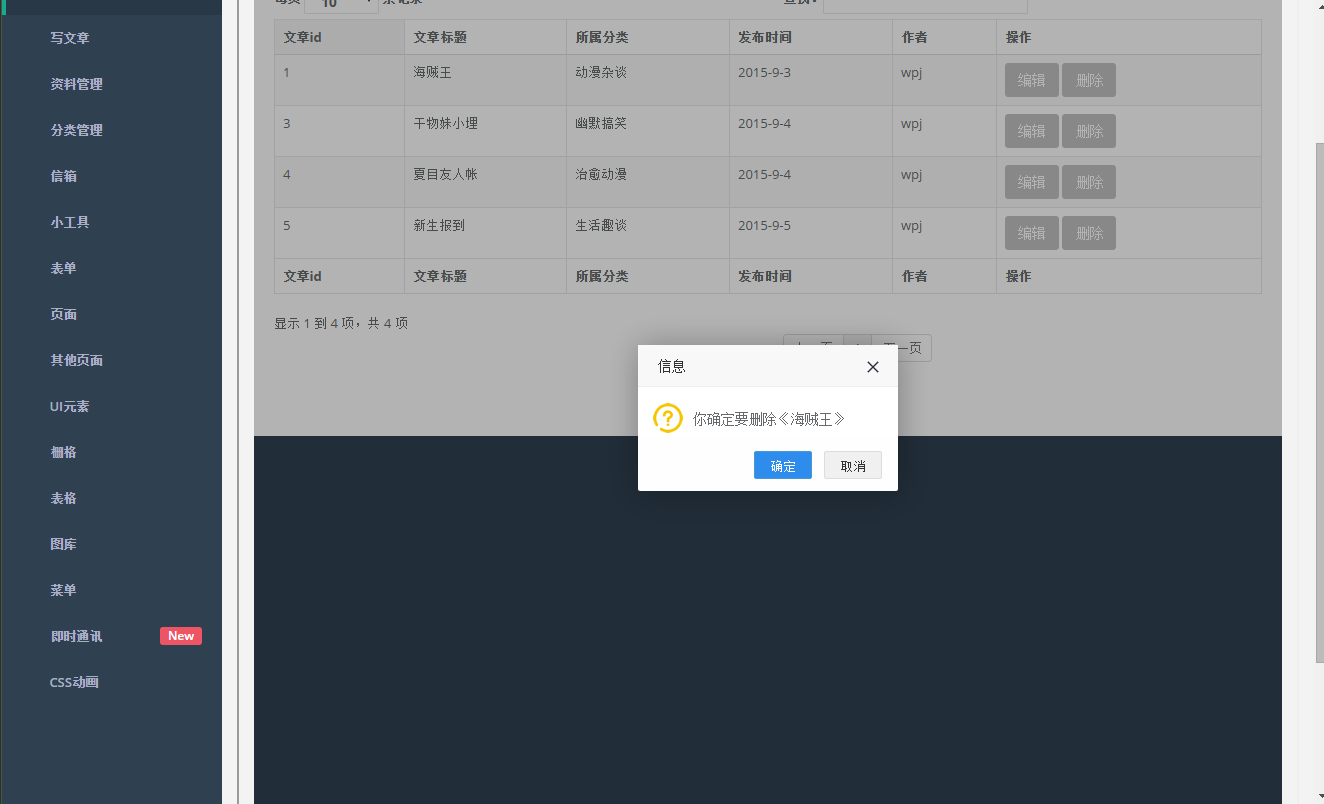 写文章
资料管理
分类管理
信箱
小工具
表单
页面
其他页面
UI元素
栅格
表格
图库
菜单
即时通讯 New
CSS动画
每页 10 条记录 查找:
文章id 文章标题 所属分类 发布时间 作者 操作
1 海贼王 动漫杂谈 2015-9-3 wpj 编辑 删除
3 干物妹小埋 幽默搞笑 2015-9-4 wpj 编辑 删除
4 夏目友人帐 治愈动漫 2015-9-4 wpj 编辑 删除
5 新生报到 生活趣谈 2015-9-5 wpj 编辑 删除
文章id 文章标题 所属分类 发布时间 作者 操作
显示 1 到 4 项，共 4 项
上一页 1 下一页
信息
你确定要删除《海贼王》
确定 取消